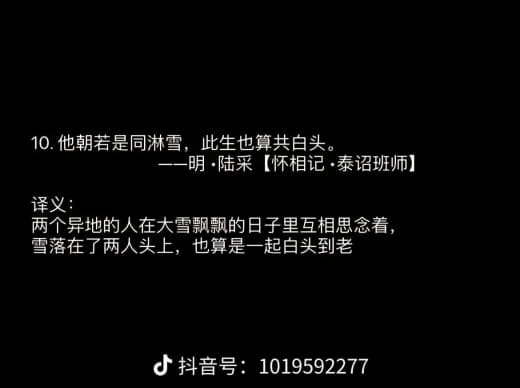 10. 他朝若是同淋雪，此生也算共白头。
——明 •陆采【怀相记 •泰诏班师】
译义：
两个异地的人在大雪飘飘的日子里互相思念着，
雪落在了两人头上，也算是一起白头到老
抖音号：1019592277